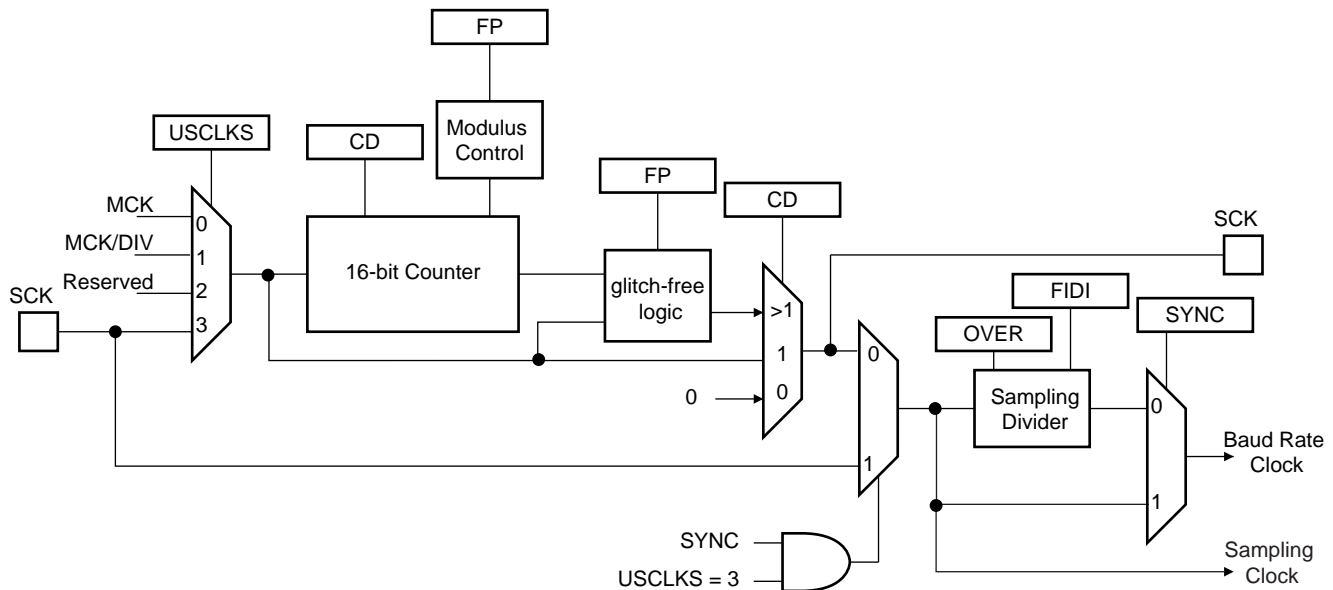 FP
USCLKS
CD
Modulus
Control
FP
CD
SCK
MCK
0
MCK/DIV
1
16-bit Counter
Reserved
2
SCK
3
glitch-free
logic
>1
1
0
0
FIDI
SYNC
OVER
0
Sampling
Divider
0
Baud Rate
Clock
1
1
SYNC
USCLKS = 3
Sampling
Clock